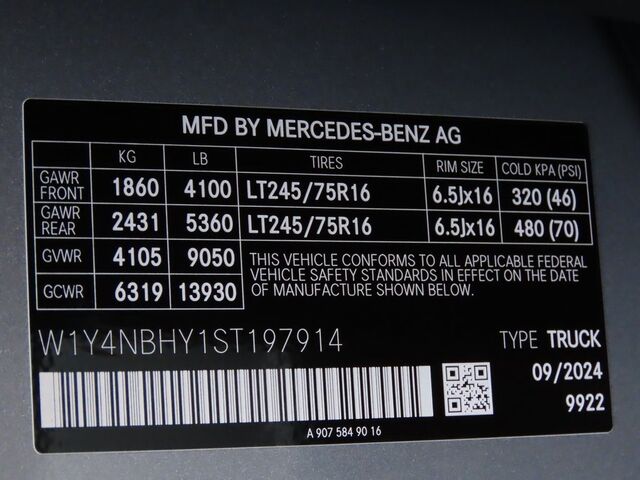 MFD BY MERCEDES-BENZ AG
KG LB TIRES RIM SIZE COLD KPA (PSI)
GAWR FRONT 1860 4100 LT245/75R16 6.5Jx16 320 (46)
GAWR REAR 2431 5360 LT245/75R16 6.5Jx16 480 (70)
GVWR 4105 9050
GCWR 6319 13930
THIS VEHICLE CONFORMS TO ALL APPLICABLE FEDERAL
VEHICLE SAFETY STANDARDS IN EFFECT ON THE DATE
OF MANUFACTURE SHOWN BELOW.
W1Y4NBHY1ST197914 TYPE TRUCK
09/2024
9922
A 907 584 90 16